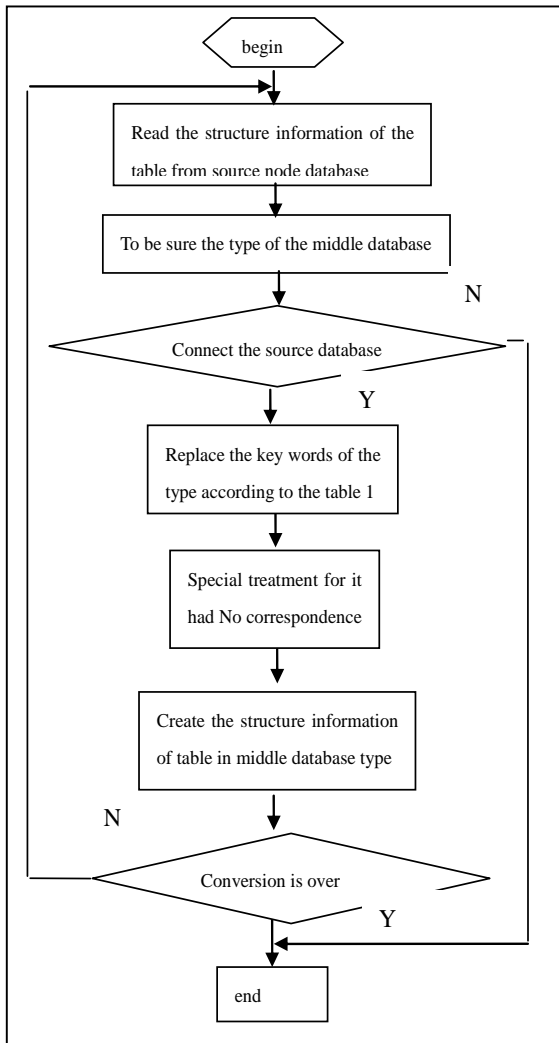 begin
Read the structure information of the
table from source node database
To be sure the type of the middle database
N
Connect the source database
Y
Replace the key words of the
type according to the table 1
Special treatment for it
had No correspondence
Create the structure information
of table in middle database type
N
Conversion is over
Y
end